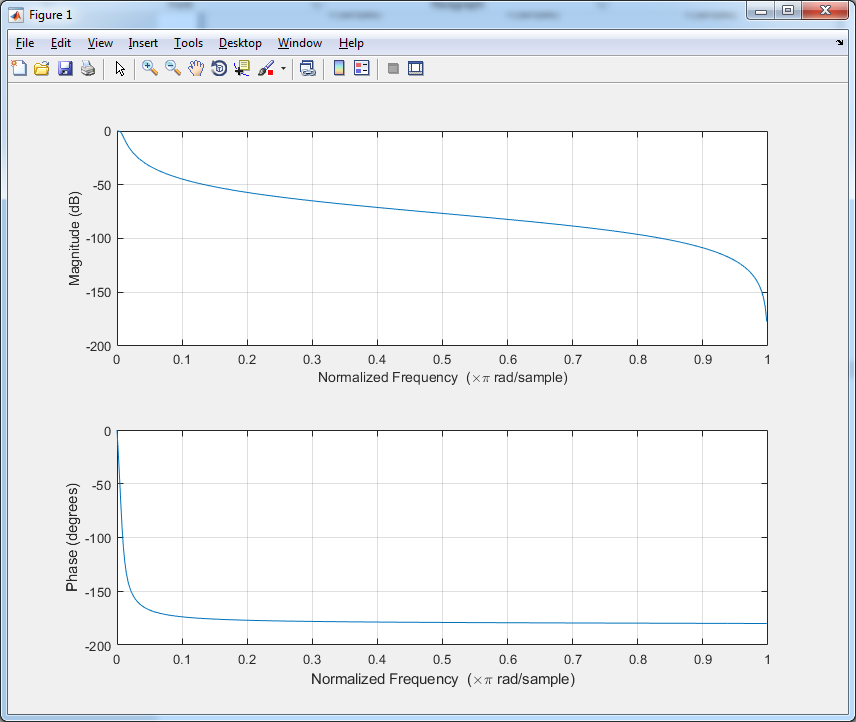 Figure 1
File Edit View Insert Tools Desktop Window Help
0
-50
-100
-150
-200
Magnitude (dB)
0 0.1 0.2 0.3 0.4 0.5 0.6 0.7 0.8 0.9 1
Normalized Frequency (×π rad/sample)
0
-50
-100
-150
-200
Phase (degrees)
0 0.1 0.2 0.3 0.4 0.5 0.6 0.7 0.8 0.9 1
Normalized Frequency (×π rad/sample)